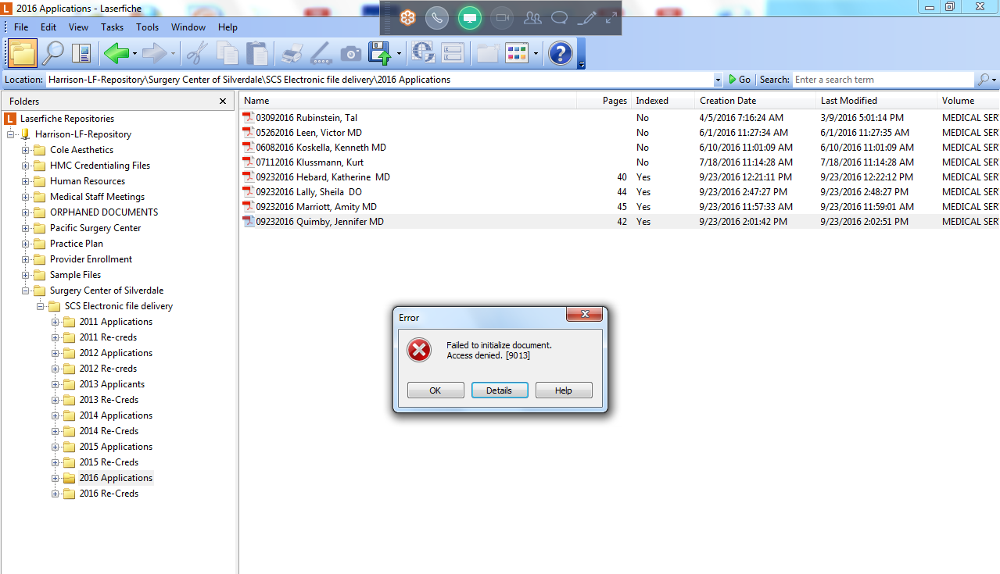 2016 Applications - Laserfiche
File Edit View Tasks Tools Window Help
Location: Harrison-LF-Repository\Surgery Center of Silverdale\SCS Electronic file delivery\2016 Applications Go Search: Enter a search term
Folders
Laserfiche Repositories
Harrison-LF-Repository
Cole Aesthetics
HMC Credentialing Files
Human Resources
Medical Staff Meetings
ORPHANED DOCUMENTS
Pacific Surgery Center
Practice Plan
Provider Enrollment
Sample Files
Surgery Center of Silverdale
SCS Electronic file delivery
2011 Applications
2011 Re-creds
2012 Applications
2012 Re-creds
2013 Applicants
2013 Re-Creds
2014 Applications
2014 Re-Creds
2015 Applications
2015 Re-Creds
2016 Applications
2016 Re-Creds
Name Pages Indexed Creation Date Last Modified Volume
03092016 Rubinstein, Tal No 4/5/2016 7:16:24 AM 3/9/2016 5:01:14 PM MEDICAL SER
05262016 Leen, Victor MD No 6/1/2016 11:27:34 AM 6/1/2016 11:27:35 AM MEDICAL SER
06082016 Koskella, Kenneth MD No 6/10/2016 11:01:09 AM 6/10/2016 11:01:09 AM MEDICAL SER
07112016 Klussmann, Kurt No 7/18/2016 11:14:28 AM 7/18/2016 11:14:28 AM MEDICAL SER
09232016 Hebard, Katherine MD 40 Yes 9/23/2016 12:21:11 PM 9/23/2016 12:22:12 PM MEDICAL SER
09232016 Lally, Sheila DO 44 Yes 9/23/2016 2:47:27 PM 9/23/2016 2:48:27 PM MEDICAL SER
09232016 Marriott, Amity MD 45 Yes 9/23/2016 11:57:33 AM 9/23/2016 11:59:01 AM MEDICAL SER
09232016 Quimby, Jennifer MD 42 Yes 9/23/2016 2:01:42 PM 9/23/2016 2:02:51 PM MEDICAL SER
Error
Failed to initialize document.
Access denied. [9013]
OK Details Help